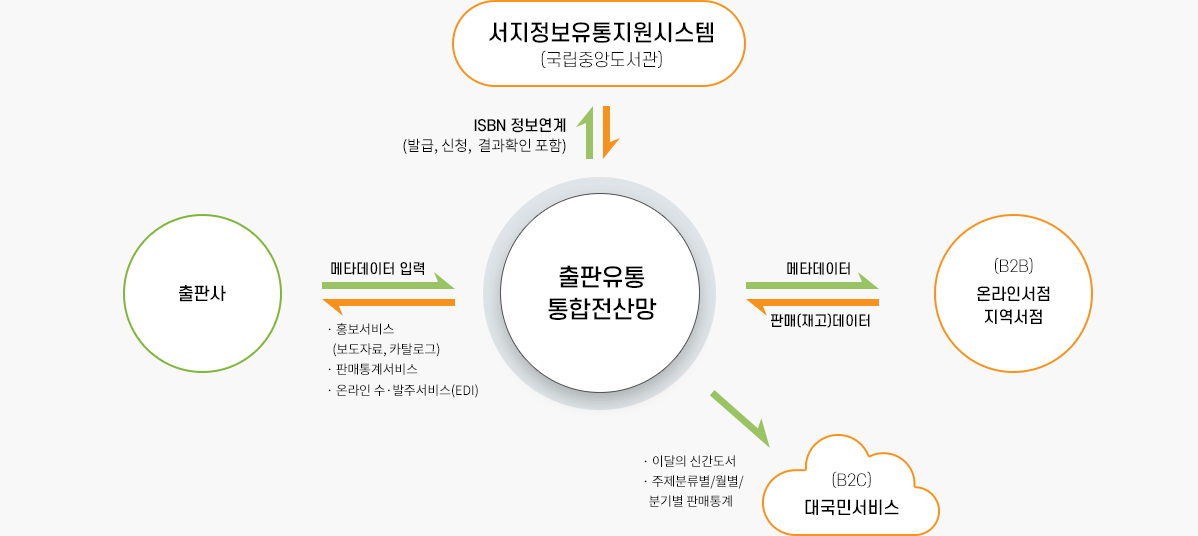 서지정보유통지원시스템
(국립중앙도서관)
ISBN 정보연계
(발급, 신청, 결과확인 포함)
출판사
메타데이터 입력
· 홍보서비스
(보도자료, 카탈로그)
· 판매통계서비스
· 온라인 수·발주서비스(EDI)
출판유통
통합전산망
메타데이터
판매(재고)데이터
(B2B)
온라인서점
지역서점
· 이달의 신간도서
· 주제분류별/월별/
분기별 판매통계
(B2C)
대국민서비스